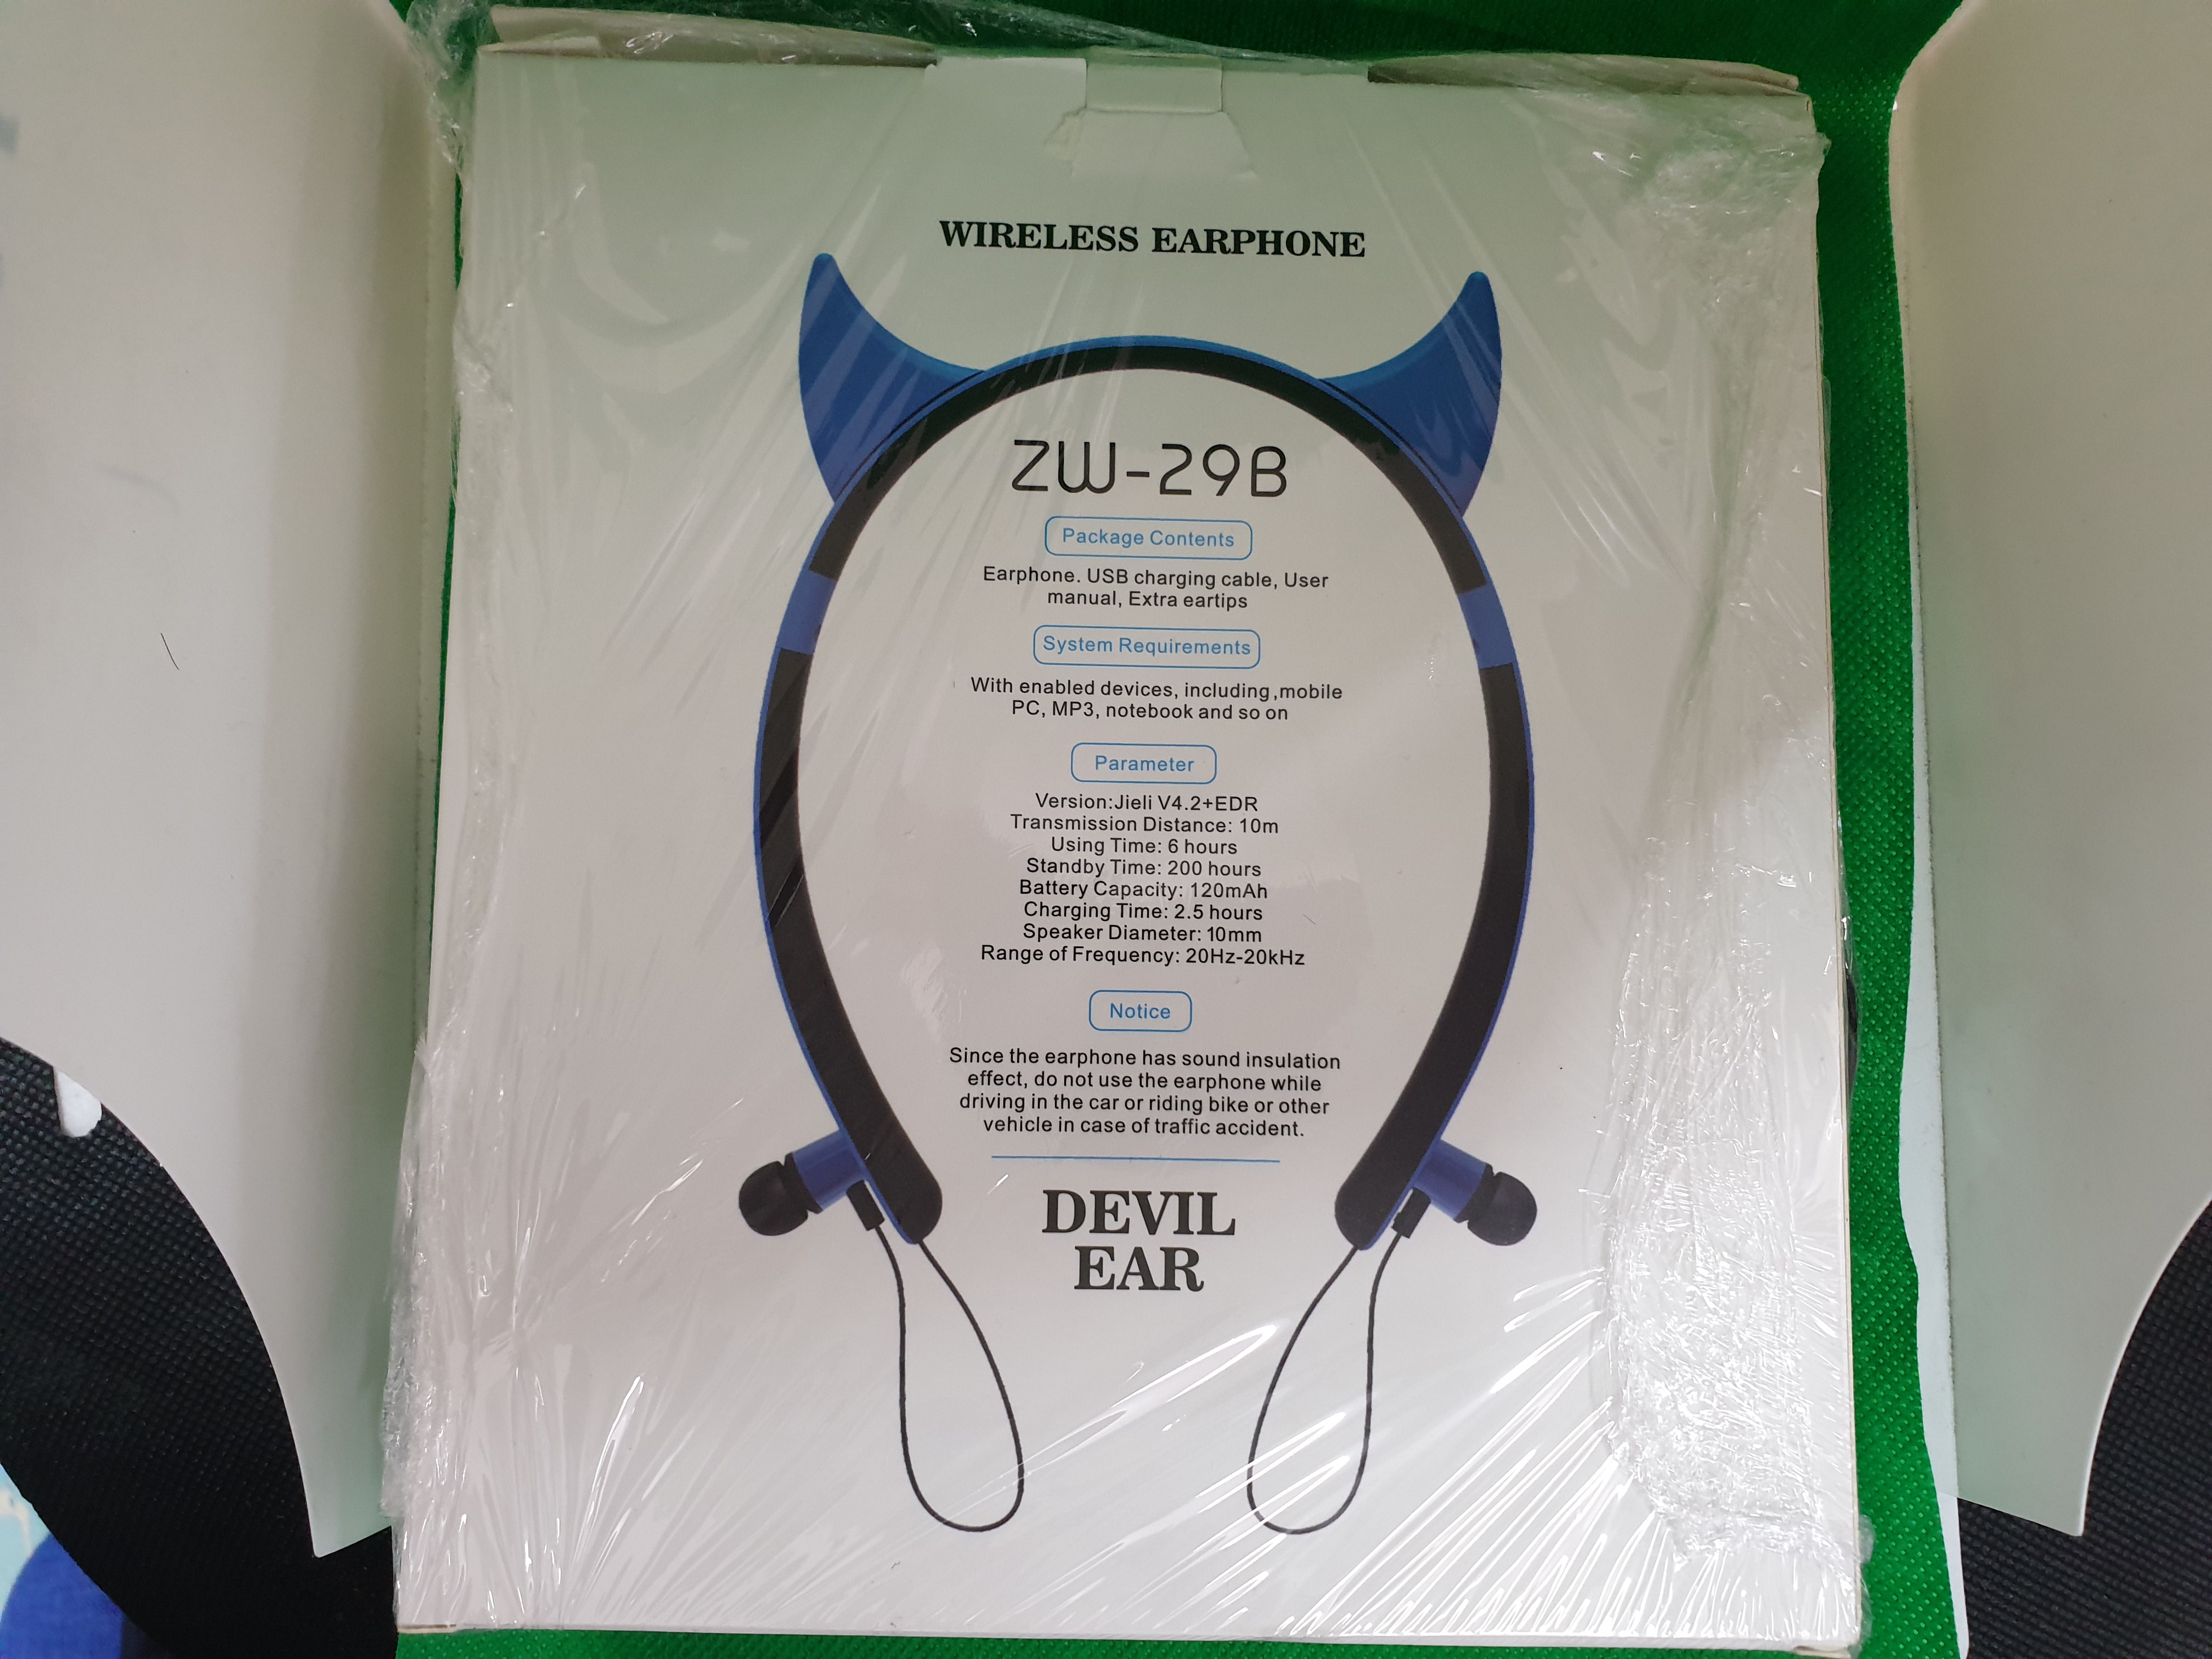 WIRELESS EARPHONE
ZW-29B
Package Contents
Earphone. USB charging cable, User
manual, Extra eartips
System Requirements
With enabled devices, including,mobile
PC, MP3, notebook and so on
Parameter
Version:Jieli V4.2+EDR
Transmission Distance: 10m
Using Time: 6 hours
Standby Time: 200 hours
Battery Capacity: 120mAh
Charging Time: 2.5 hours
Speaker Diameter: 10mm
Range of Frequency: 20Hz-20kHz
Notice
Since the earphone has sound insulation
effect, do not use the earphone while
driving in the car or riding bike or other
vehicle in case of traffic accident.
DEVIL
EAR